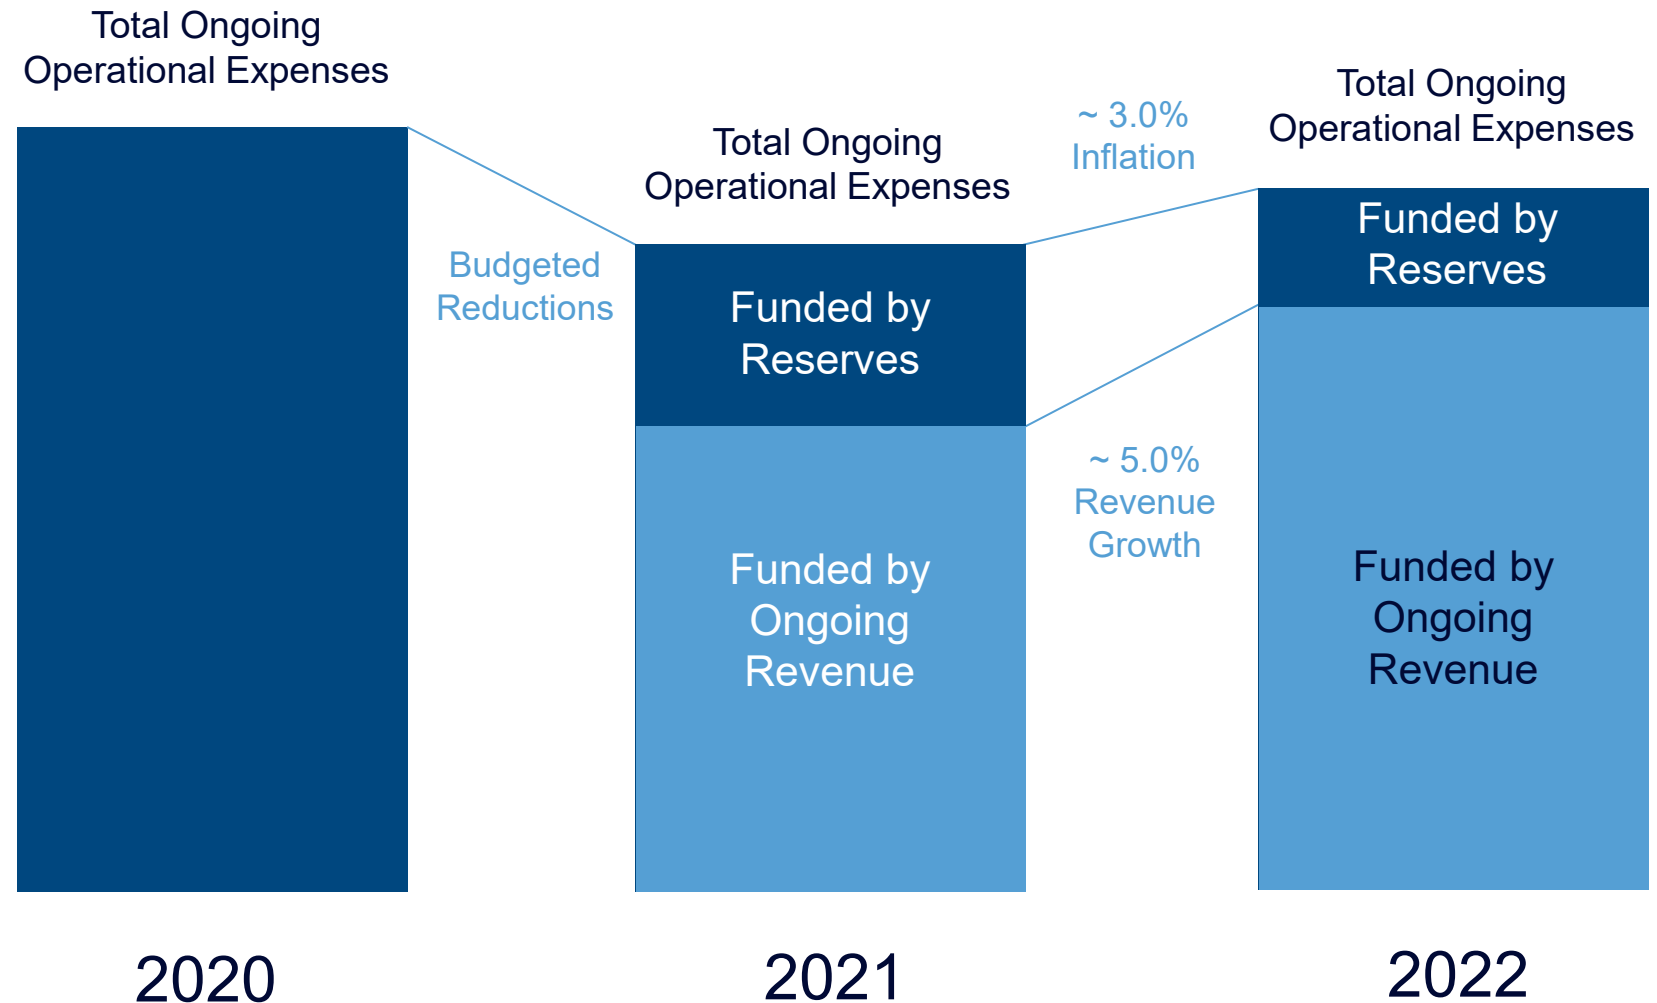 Total Ongoing
Operational Expenses
Budgeted
Reductions
Total Ongoing
Operational Expenses
Funded by
Reserves
Funded by
Ongoing
Revenue
~ 3.0%
Inflation
~ 5.0%
Revenue
Growth
Total Ongoing
Operational Expenses
Funded by
Reserves
Funded by
Ongoing
Revenue
2020
2021
2022